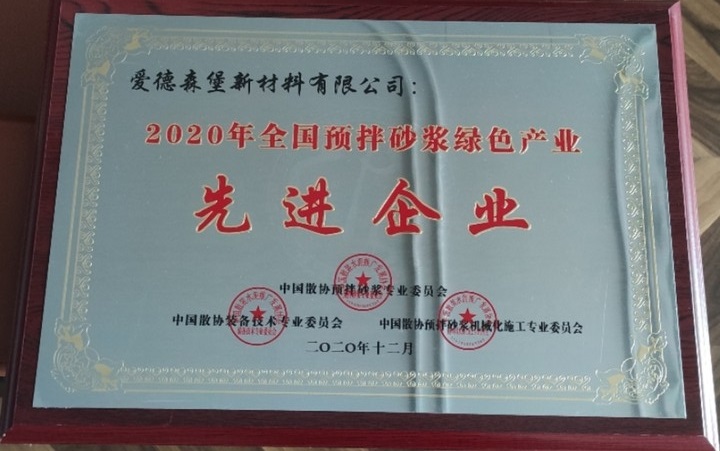 爱德森堡新材料有限公司：
2020年全国预拌砂浆绿色产业
先进企业
中国散协预拌砂浆专业委员会
中国散协装备技术专业委员会 中国散协预拌砂浆机械化施工专业委员会
二〇二〇年十二月